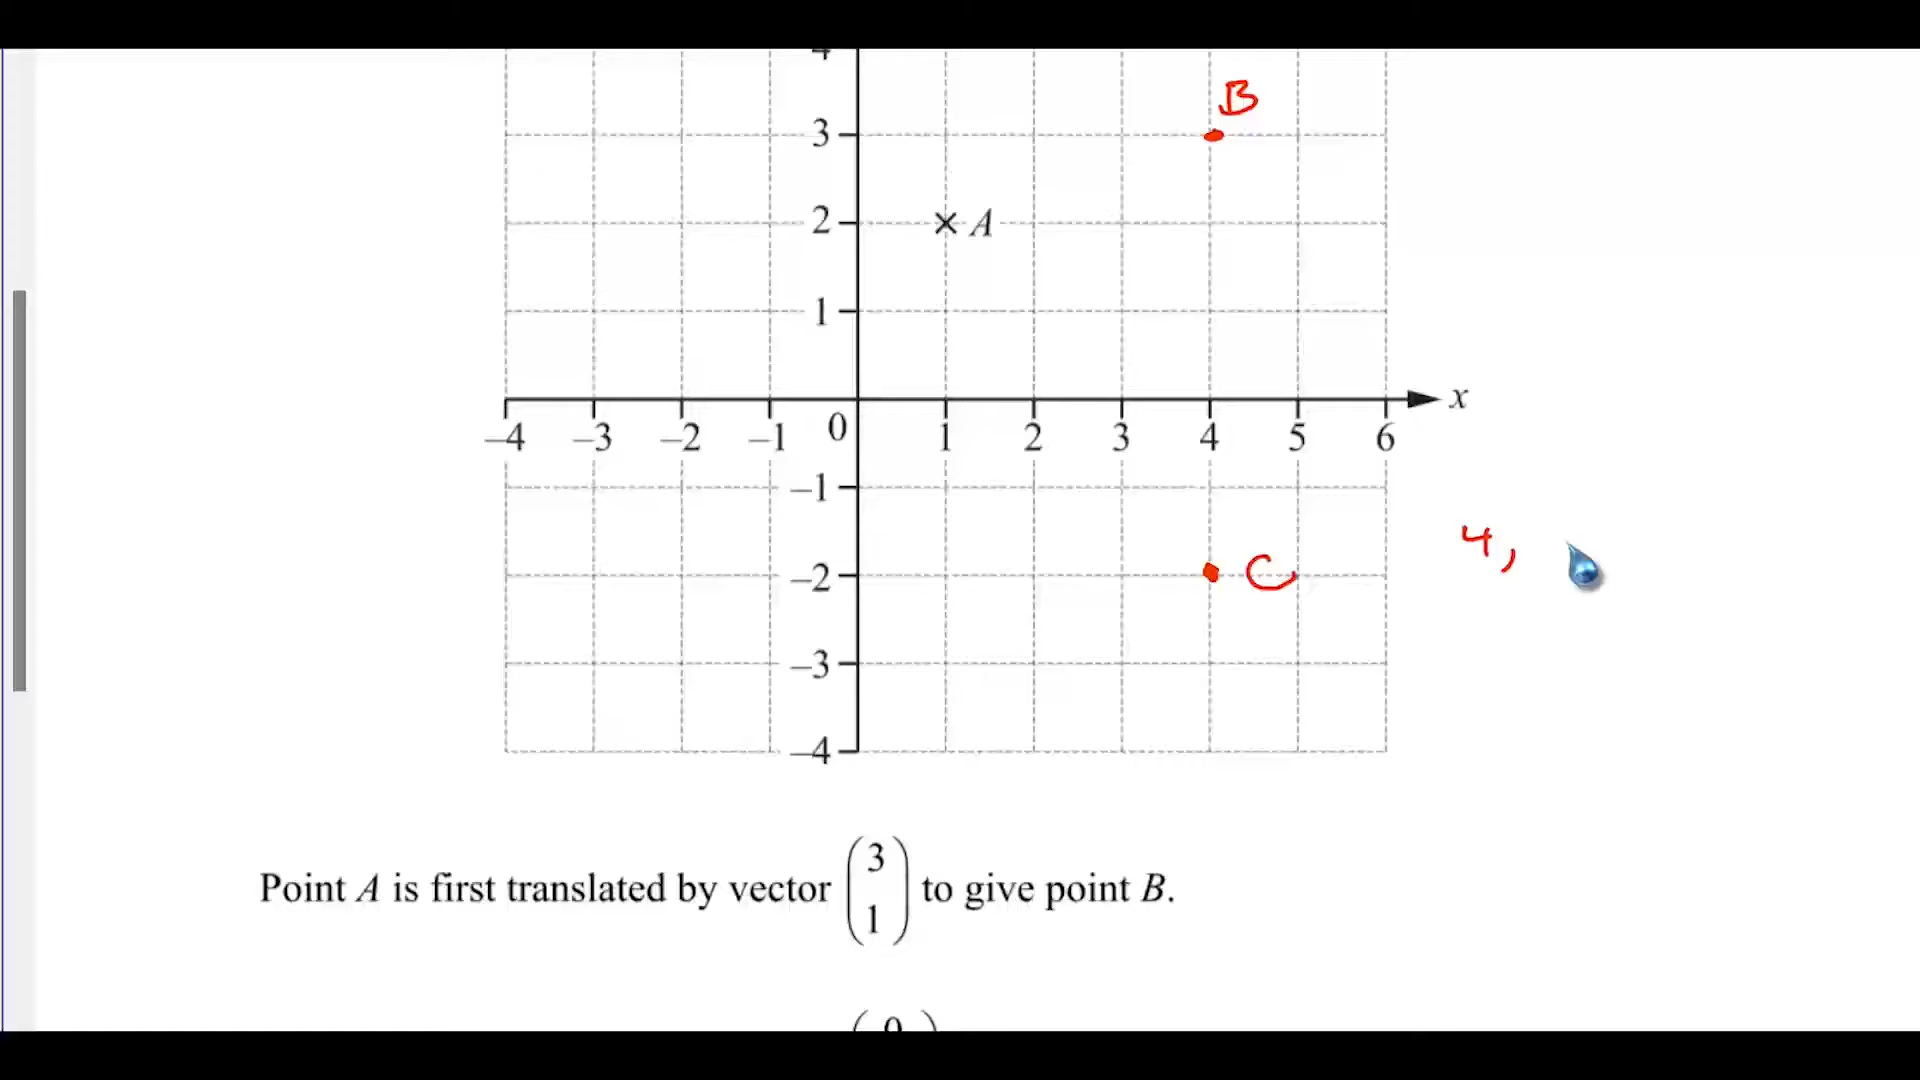 4
B
3
2 × A
1
x
–4 –3 –2 –1 0 1 2 3 4 5 6
–1
4,
–2 C
–3
–4
Point A is first translated by vector (3 1) to give point B.